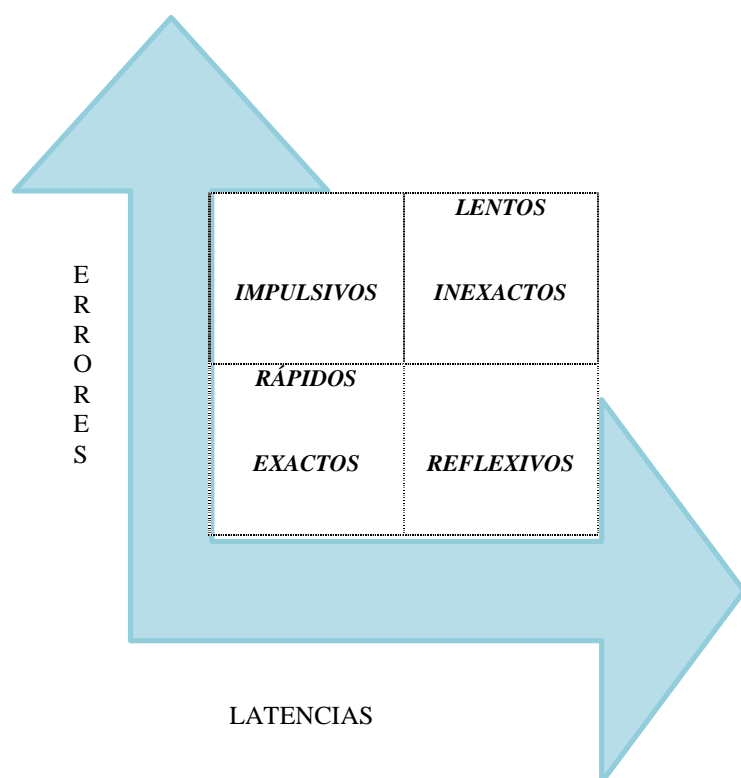 LENTOS
IMPULSIVOS INEXACTOS
RÁPIDOS
EXACTOS REFLEXIVOS
E
R
R
O
R
E
S
LATENCIAS